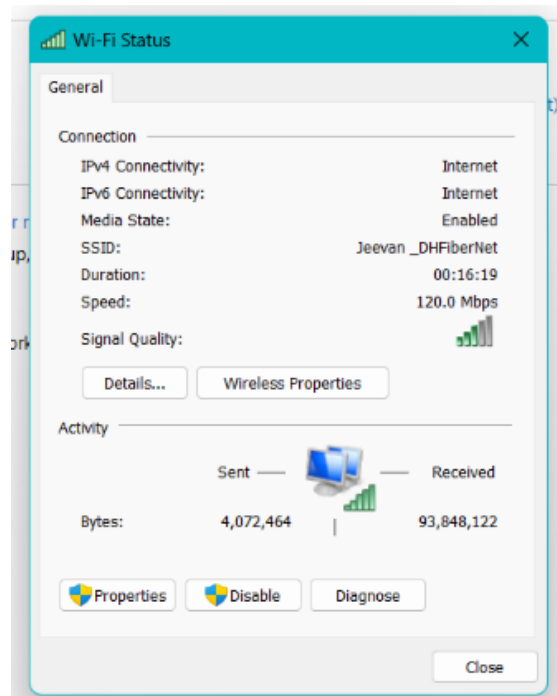 Wi-Fi Status
General
t)
Connection
IPv4 Connectivity: Internet
IPv6 Connectivity: Internet
r r
Media State: Enabled
up, SSID: Jeevan _DHFiberNet
Duration: 00:16:19
Speed: 120.0 Mbps
ork
Signal Quality:
Details... Wireless Properties
Activity
Sent Received
Bytes: 4,072,464 93,848,122
Properties Disable Diagnose
Close